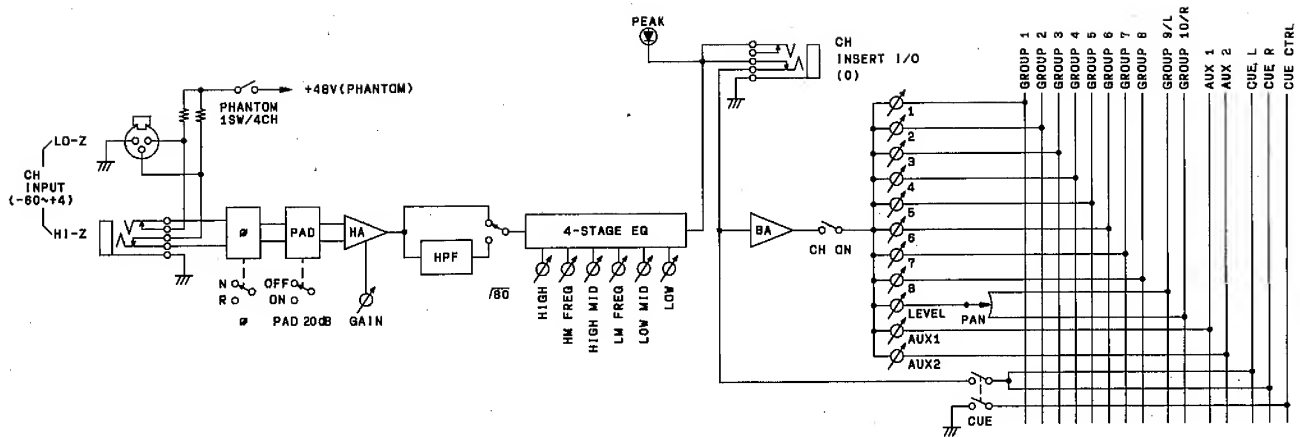 PEAK
CH
INSERT I/O
(0)
GROUP 1
GROUP 2
GROUP 3
GROUP 4
GROUP 5
GROUP 6
GROUP 7
GROUP 8
GROUP 9/L
GROUP 10/R
AUX 1
AUX 2
CUE, L
CUE, R
CUE CTRL
+48V(PHANTOM)
PHANTOM
1SW/4CH
LO-Z
CH
INPUT
(-60~+4)
HI-Z
ø
PAD
HA
HPF
4-STAGE EQ
BA
CH ON
N
R
ø
OFF
ON
PAD 20dB
GAIN
/80
HIGH
HM FREQ
HIGH MID
LM FREQ
LOW MID
LOW
1
2
3
4
5
6
7
8
LEVEL
PAN
AUX1
AUX2
CUE